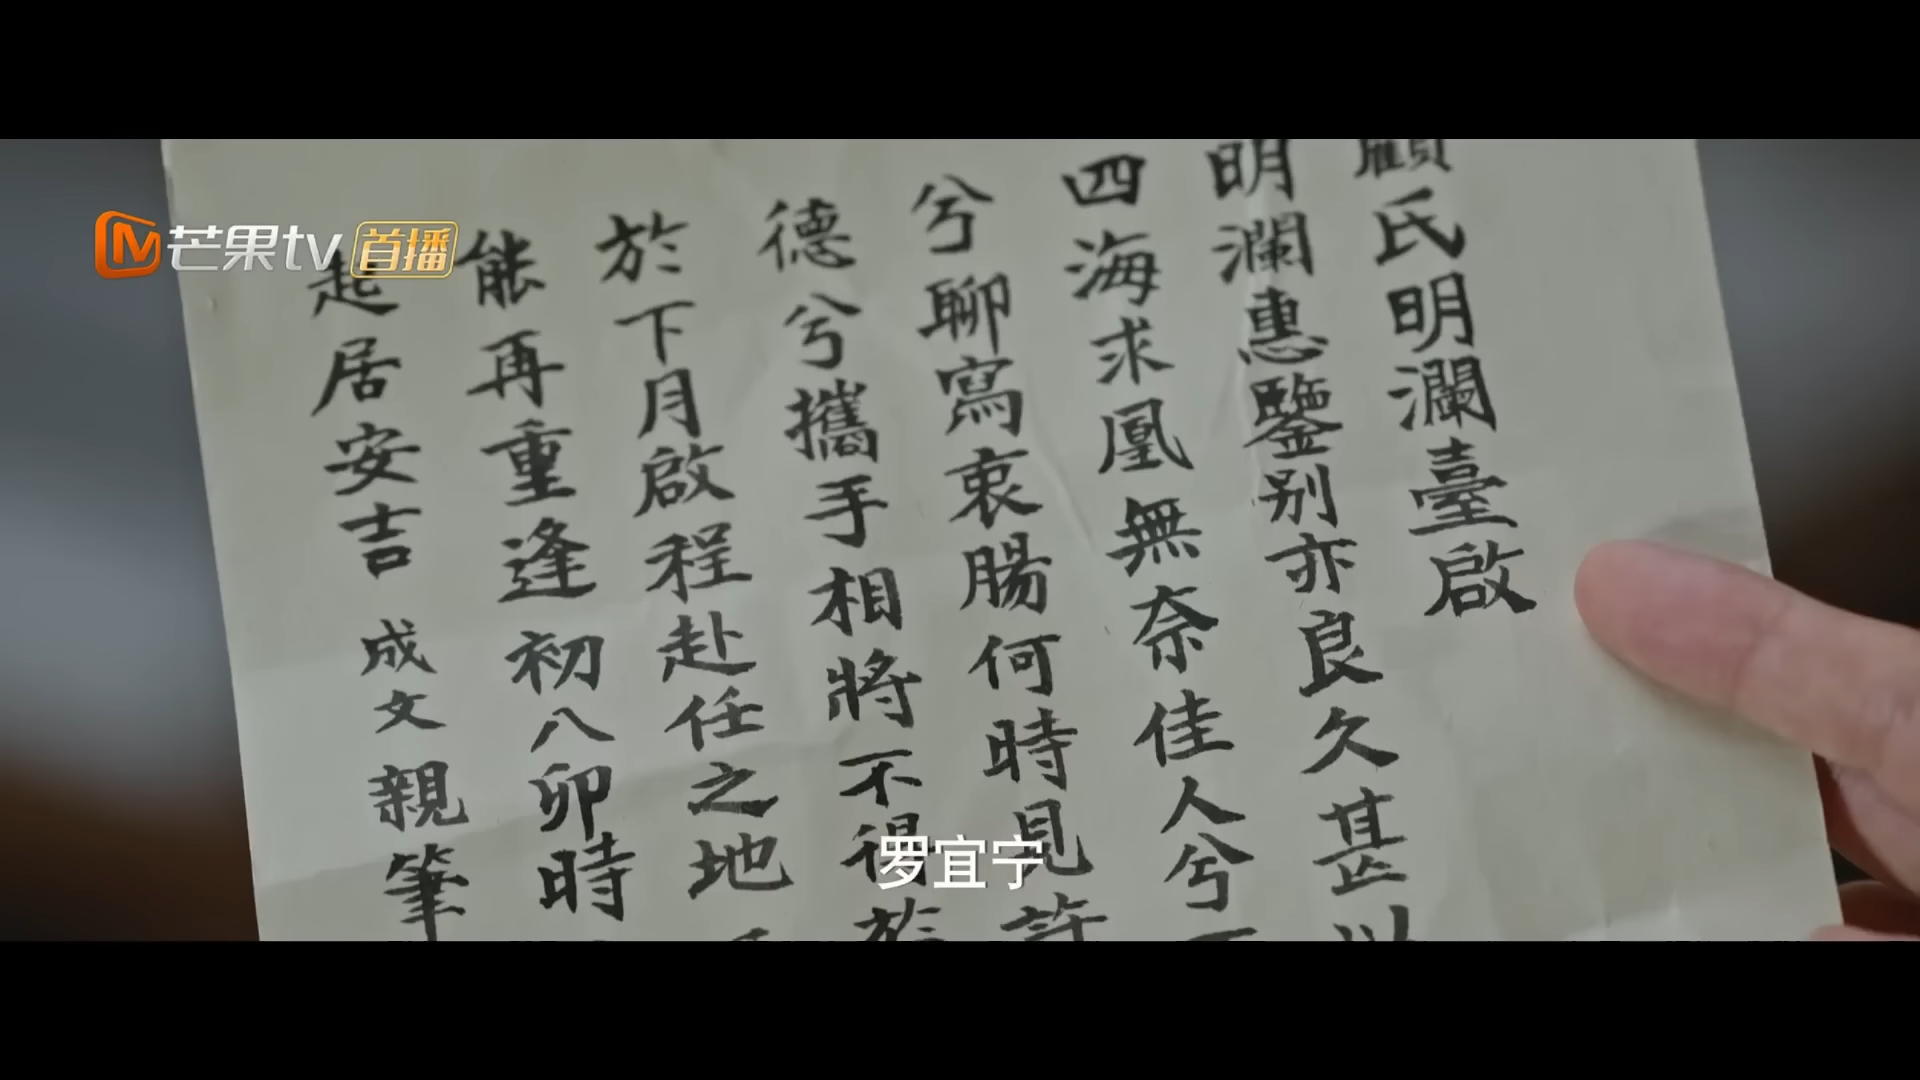 芒果tv 首播
顧氏明瀾臺啟
明瀾惠鑒别亦良久甚以
四海求凰無奈佳人兮
兮聊寫衷腸何時見許
德兮攜手相將不得於
於下月啟程赴任之地
能再重逢初八卯時
起居安吉 成文親筆
罗宜宁